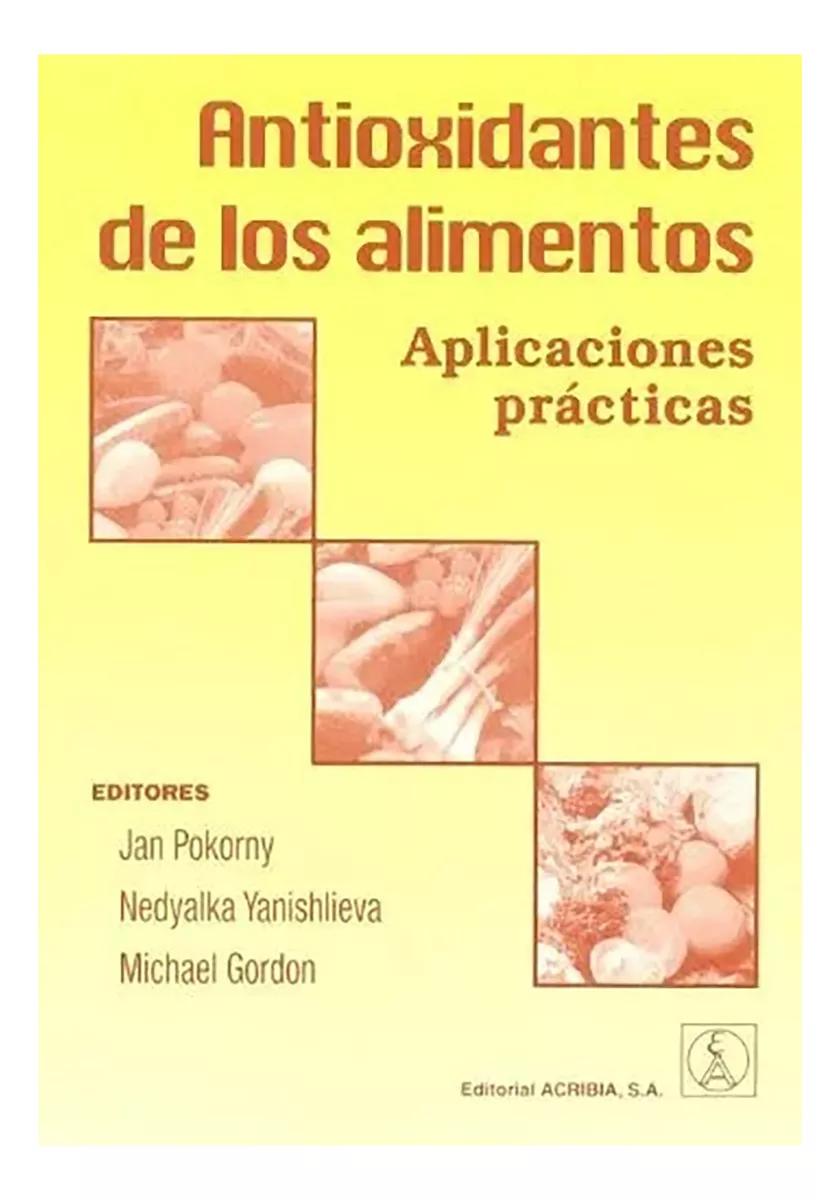 Antioxidantes
de los alimentos
Aplicaciones
prácticas
EDITORES
Jan Pokorny
Nedyalka Yanishlieva
Michael Gordon
Editorial ACRIBIA, S.A.